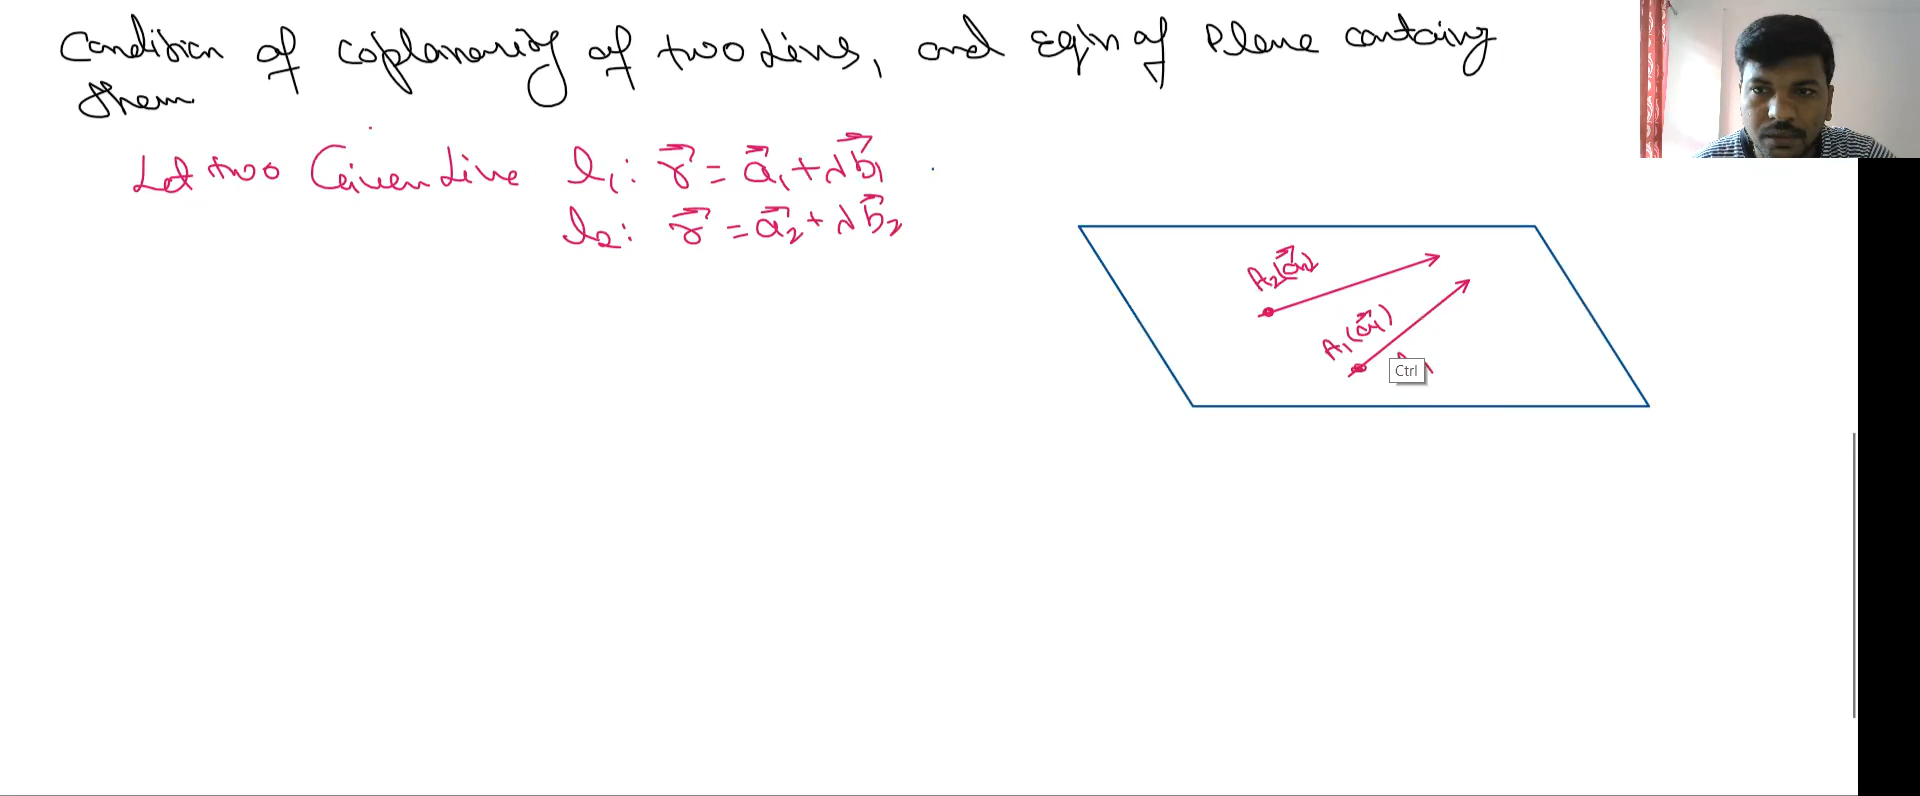 Condition of coplanarity of two Lines, and Eqn of Plane containg
them
Let two Given Line l₁: r⃗ = a⃗₁ + λb⃗₁
l₂: r⃗ = a⃗₂ + λb⃗₂
A₂(a⃗₂)
A₁(a⃗₁)
Ctrl